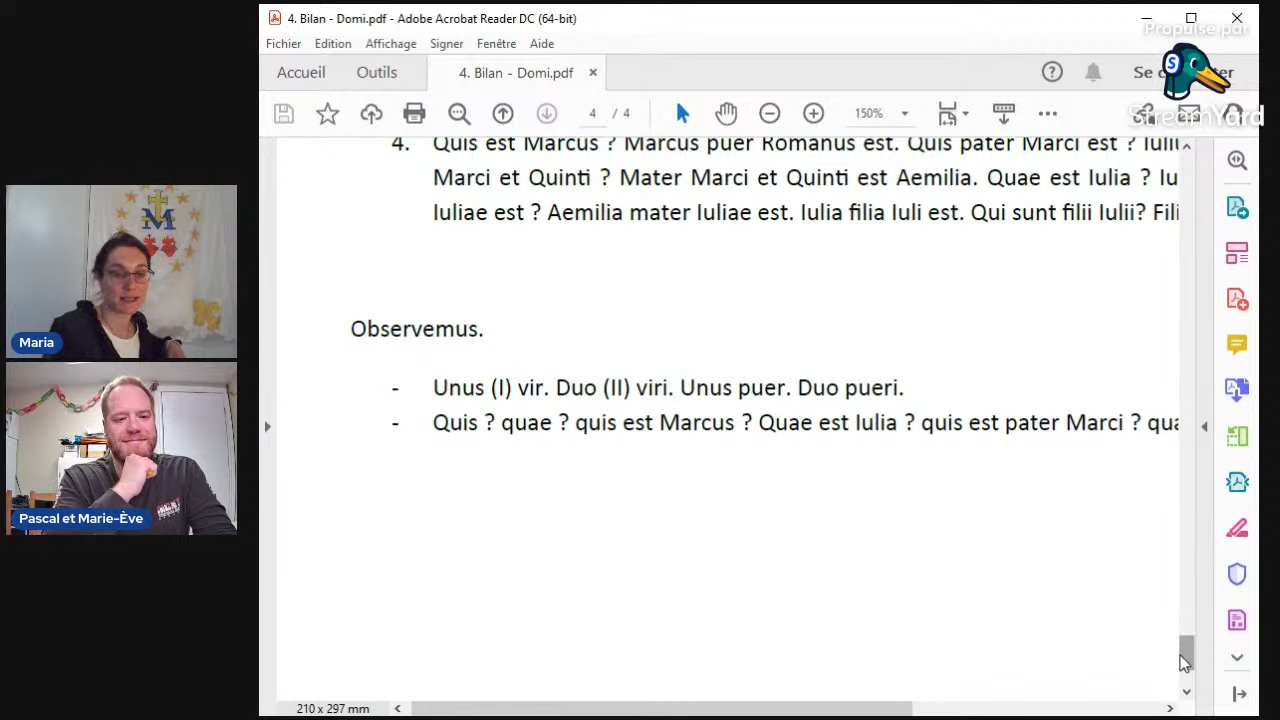 4. Bilan - Domi.pdf - Adobe Acrobat Reader DC (64-bit)
Propulsé par
Fichier Edition Affichage Signer Fenêtre Aide
Accueil Outils 4. Bilan - Domi.pdf
StreamYard
4 / 4 150%
4. Quis est Marcus ? Marcus puer Romanus est. Quis pater Marci est ?
Marci et Quinti ? Mater Marci et Quinti est Aemilia. Quae est Iulia ?
Iuliae est ? Aemilia mater Iuliae est. Iulia filia Iuli est. Qui sunt filii Iulii?
Observemus.
- Unus (I) vir. Duo (II) viri. Unus puer. Duo pueri.
- Quis ? quae ? quis est Marcus ? Quae est Iulia ? quis est pater Marci ?
Maria
Pascal et Marie-Ève
210 x 297 mm